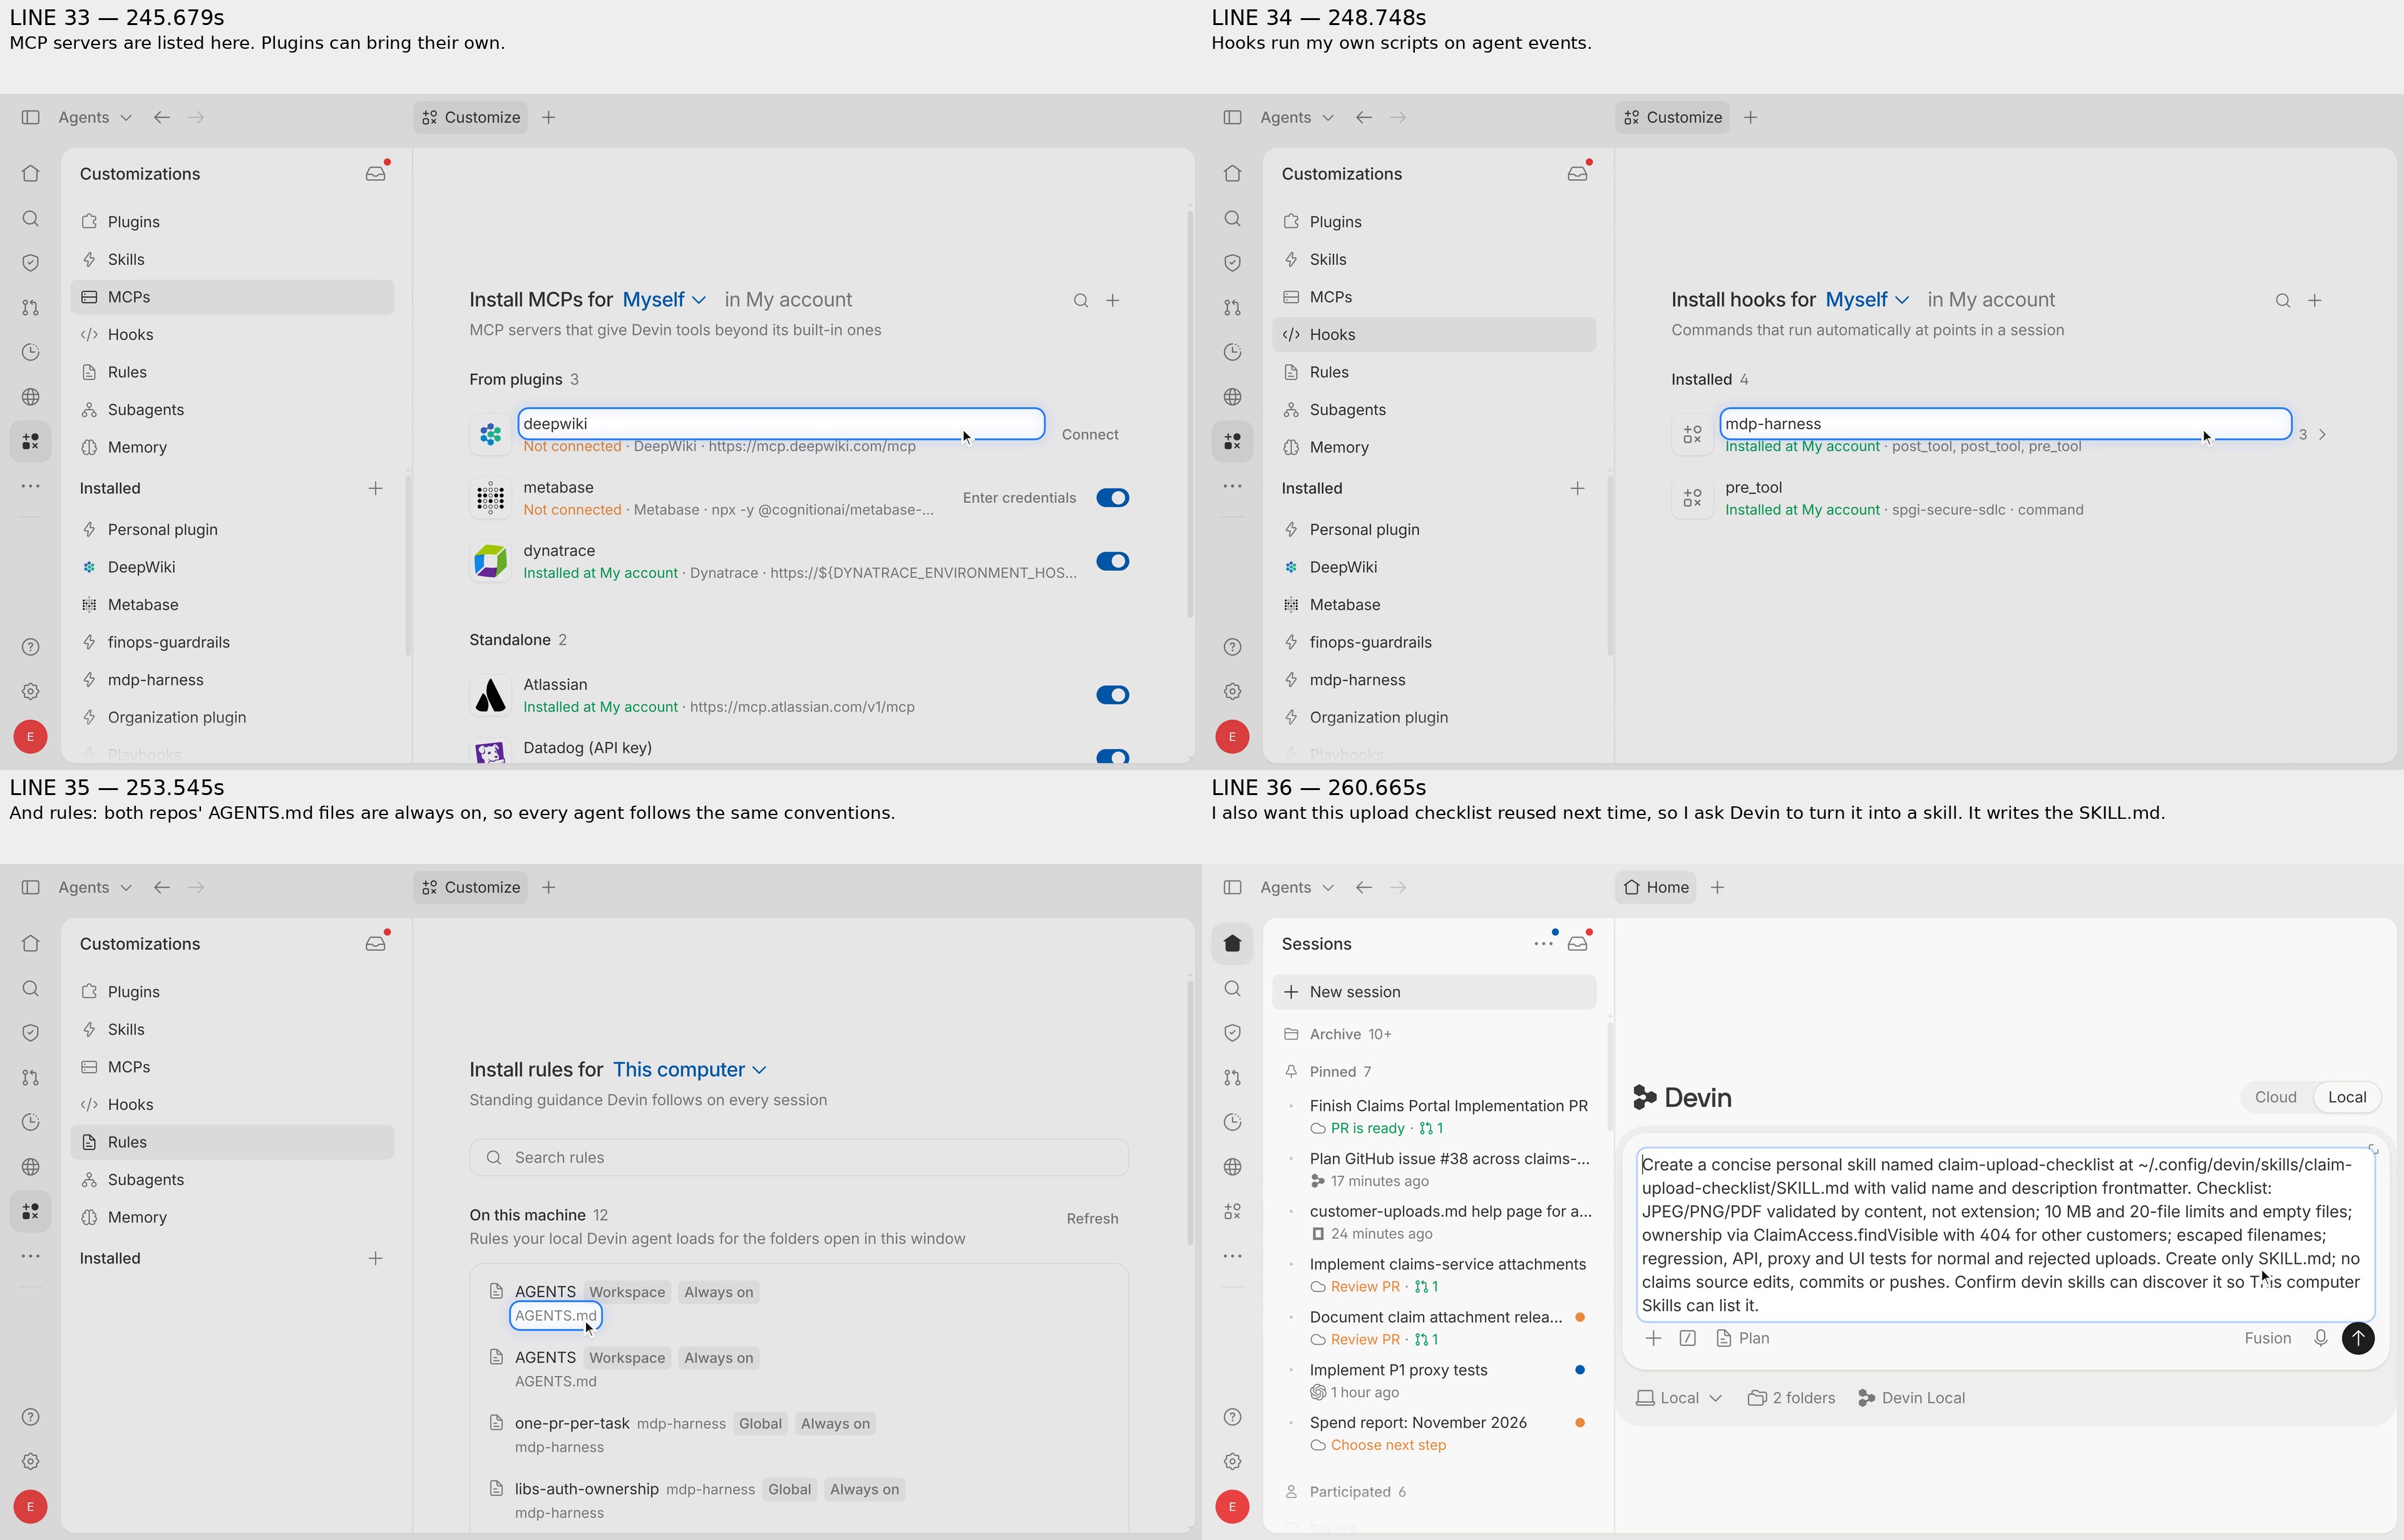 LINE 33 — 245.679s
MCP servers are listed here. Plugins can bring their own.
Agents
Customize
Customizations
Plugins
Skills
MCPs
Hooks
Rules
Subagents
Memory
Installed
Personal plugin
DeepWiki
Metabase
finops-guardrails
mdp-harness
Organization plugin
Playbooks
E
Install MCPs for Myself in My account
MCP servers that give Devin tools beyond its built-in ones
From plugins 3
deepwiki
Not connected · DeepWiki · https://mcp.deepwiki.com/mcp
Connect
metabase
Not connected · Metabase · npx -y @cognitionai/metabase-...
Enter credentials
dynatrace
Installed at My account · Dynatrace · https://${DYNATRACE_ENVIRONMENT_HOS...
Standalone 2
Atlassian
Installed at My account · https://mcp.atlassian.com/v1/mcp
Datadog (API key)
LINE 34 — 248.748s
Hooks run my own scripts on agent events.
Agents
Customize
Customizations
Plugins
Skills
MCPs
Hooks
Rules
Subagents
Memory
Installed
Personal plugin
DeepWiki
Metabase
finops-guardrails
mdp-harness
Organization plugin
Playbooks
E
Install hooks for Myself in My account
Commands that run automatically at points in a session
Installed 4
mdp-harness
Installed at My account · post_tool, post_tool, pre_tool
3
pre_tool
Installed at My account · spgi-secure-sdlc · command
LINE 35 — 253.545s
And rules: both repos' AGENTS.md files are always on, so every agent follows the same conventions.
Agents
Customize
Customizations
Plugins
Skills
MCPs
Hooks
Rules
Subagents
Memory
Installed
E
Install rules for This computer
Standing guidance Devin follows on every session
Search rules
On this machine 12
Rules your local Devin agent loads for the folders open in this window
Refresh
AGENTS Workspace Always on
AGENTS.md
AGENTS Workspace Always on
AGENTS.md
one-pr-per-task mdp-harness Global Always on
mdp-harness
libs-auth-ownership mdp-harness Global Always on
mdp-harness
LINE 36 — 260.665s
I also want this upload checklist reused next time, so I ask Devin to turn it into a skill. It writes the SKILL.md.
Agents
Home
Sessions
New session
Archive 10+
Pinned 7
Finish Claims Portal Implementation PR
PR is ready · 1
Plan GitHub issue #38 across claims-...
17 minutes ago
customer-uploads.md help page for a...
24 minutes ago
Implement claims-service attachments
Review PR · 1
Document claim attachment relea...
Review PR · 1
Implement P1 proxy tests
1 hour ago
Spend report: November 2026
Choose next step
Participated 6
E
Devin
Cloud Local
Create a concise personal skill named claim-upload-checklist at ~/.config/devin/skills/claim-
upload-checklist/SKILL.md with valid name and description frontmatter. Checklist:
JPEG/PNG/PDF validated by content, not extension; 10 MB and 20-file limits and empty files;
ownership via ClaimAccess.findVisible with 404 for other customers; escaped filenames;
regression, API, proxy and UI tests for normal and rejected uploads. Create only SKILL.md; no
claims source edits, commits or pushes. Confirm devin skills can discover it so This computer
Skills can list it.
Plan
Fusion
Local
2 folders
Devin Local